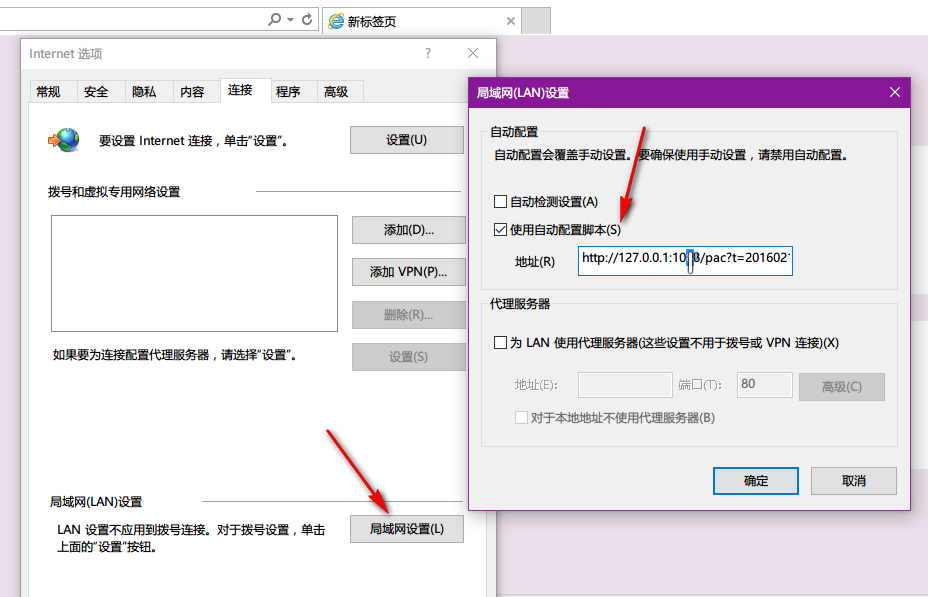 新标签页
Internet 选项
常规 安全 隐私 内容 连接 程序 高级
要设置 Internet 连接，单击“设置”。
设置(U)
拨号和虚拟专用网络设置
添加(D)...
添加 VPN(P)...
删除(R)...
如果要为连接配置代理服务器，请选择“设置”。
设置(S)
局域网(LAN)设置
LAN 设置不应用到拨号连接。对于拨号设置，单击
上面的“设置”按钮。
局域网设置(L)
局域网(LAN)设置
自动配置
自动配置会覆盖手动设置。要确保使用手动设置，请禁用自动配置。
自动检测设置(A)
使用自动配置脚本(S)
地址(R)
代理服务器
为 LAN 使用代理服务器(这些设置不用于拨号或 VPN 连接)(X)
地址(E):
端口(T):
80
高级(C)
对于本地地址不使用代理服务器(B)
确定
取消